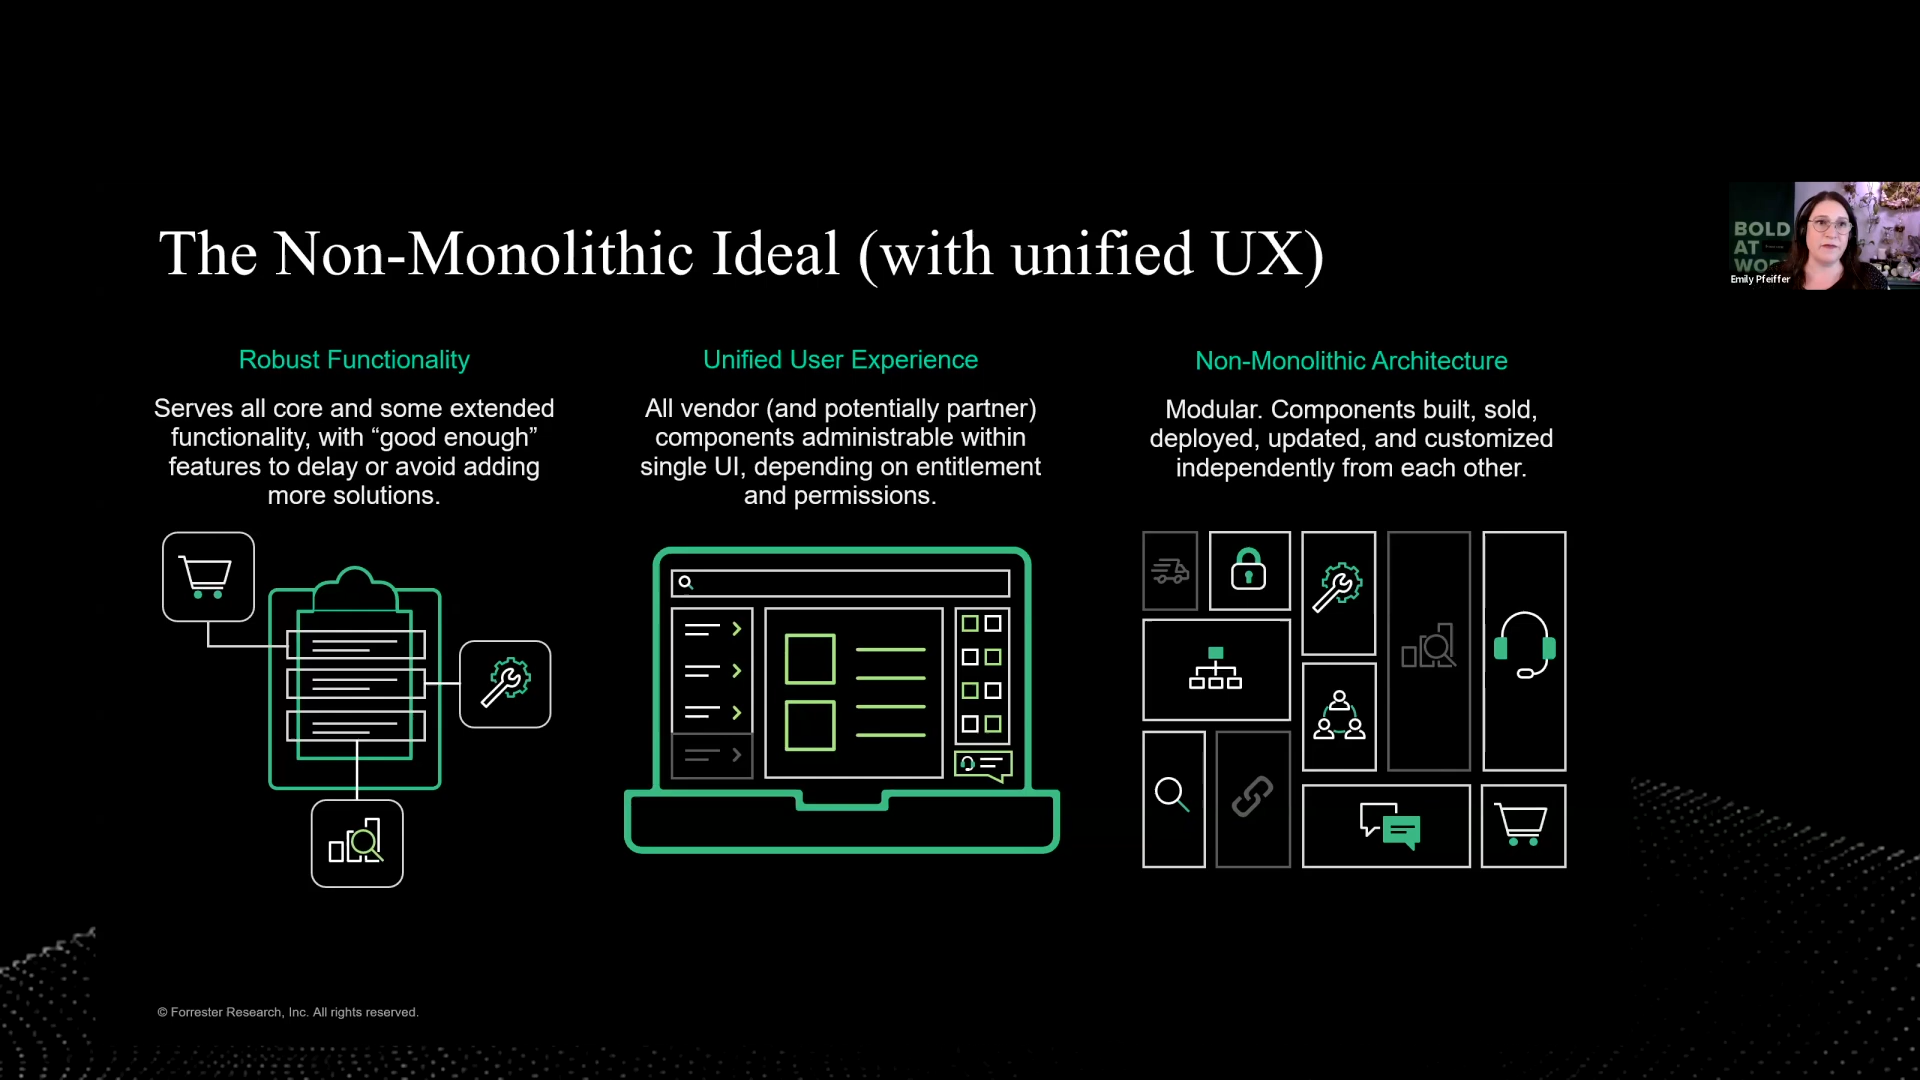 The Non-Monolithic Ideal (with unified UX)
BOLD
AT
WO
Emily Pfeiffer
Robust Functionality
Serves all core and some extended
functionality, with “good enough”
features to delay or avoid adding
more solutions.
Unified User Experience
All vendor (and potentially partner)
components administrable within
single UI, depending on entitlement
and permissions.
Non-Monolithic Architecture
Modular. Components built, sold,
deployed, updated, and customized
independently from each other.
© Forrester Research, Inc. All rights reserved.